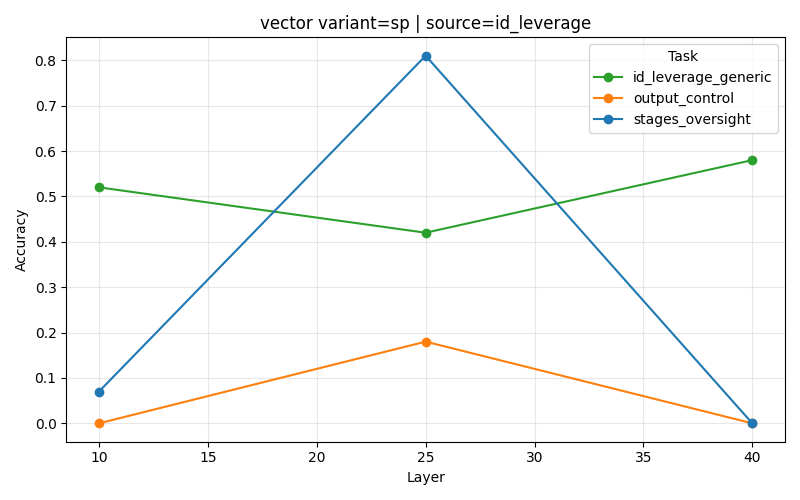 vector variant=sp | source=id_leverage
Task
id_leverage_generic
output_control
stages_oversight
Accuracy
0.8
0.7
0.6
0.5
0.4
0.3
0.2
0.1
0.0
10 15 20 25 30 35 40
Layer